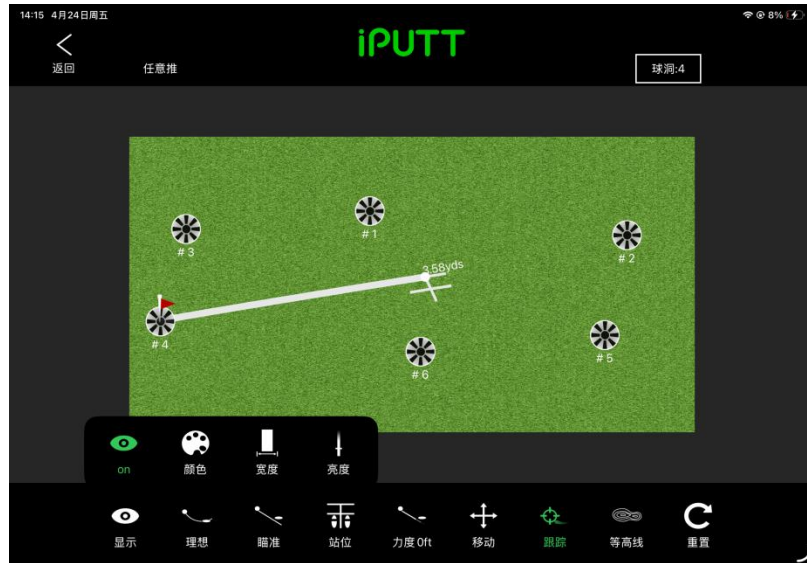 14:15 4月24日周五
8%
iPUTT
返回
任意推
球洞:4
#1
#3
#2
3.58yds
#4
#5
#6
on
颜色
宽度
亮度
显示
理想
瞄准
站位
力度 0ft
移动
跟踪
等高线
重置